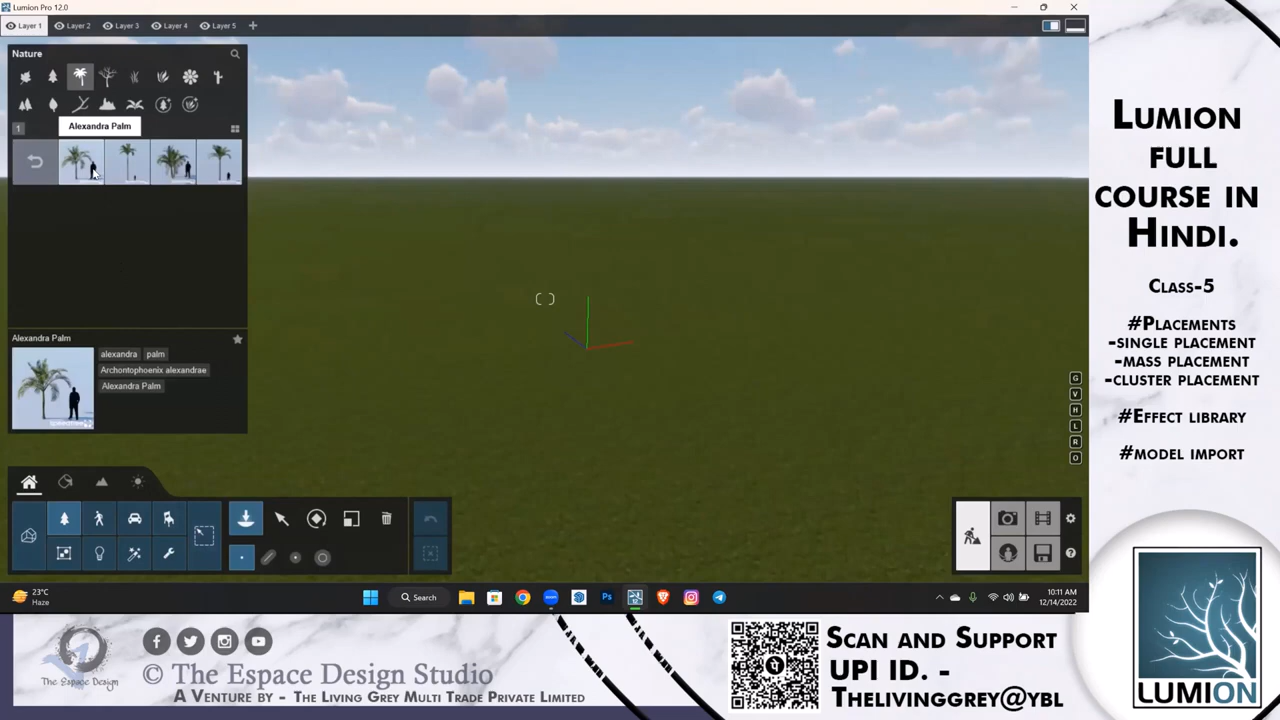 Lumion Pro 12.0
Layer 1
Layer 2
Layer 3
Layer 4
Layer 5
Nature
1
Alexandra Palm
Alexandra Palm
alexandra
palm
Archontophoenix alexandrae
Alexandra Palm
G
V
H
L
R
O
23°C
Haze
Search
Ps
10:11 AM
12/14/2022
Lumion
full
course in
Hindi.
Class-5
#Placements
-single placement
-mass placement
-cluster placement
#Effect library
#model import
The Espace Design
© The Espace Design Studio
A Venture by - The Living Grey Multi Trade Private Limited
Scan and Support
UPI ID. -
Thelivinggrey@ybl
LUMION